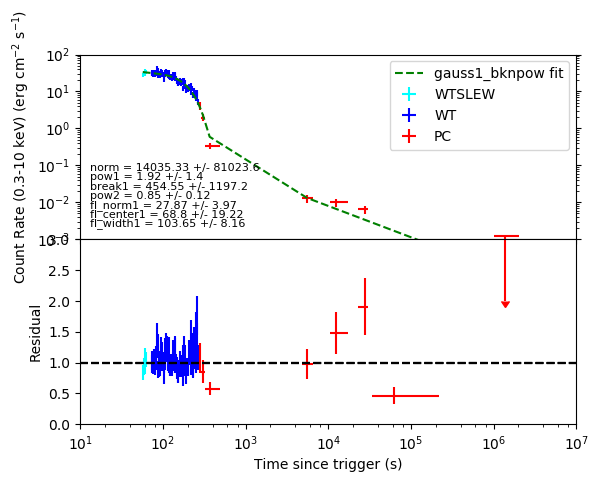 Count Rate (0.3-10 keV) (erg cm⁻² s⁻¹)
10²
10¹
10⁰
10⁻¹
10⁻²
10⁻³
gauss1_bknpow fit
WTSLEW
WT
PC
norm = 14035.33 +/- 81023.6
pow1 = 1.92 +/- 1.4
break1 = 454.55 +/- 1197.2
pow2 = 0.85 +/- 0.12
fl_norm1 = 27.87 +/- 3.97
fl_center1 = 68.8 +/- 19.22
fl_width1 = 103.65 +/- 8.16
Residual
3.0
2.5
2.0
1.5
1.0
0.5
0.0
10¹ 10² 10³ 10⁴ 10⁵ 10⁶ 10⁷
Time since trigger (s)